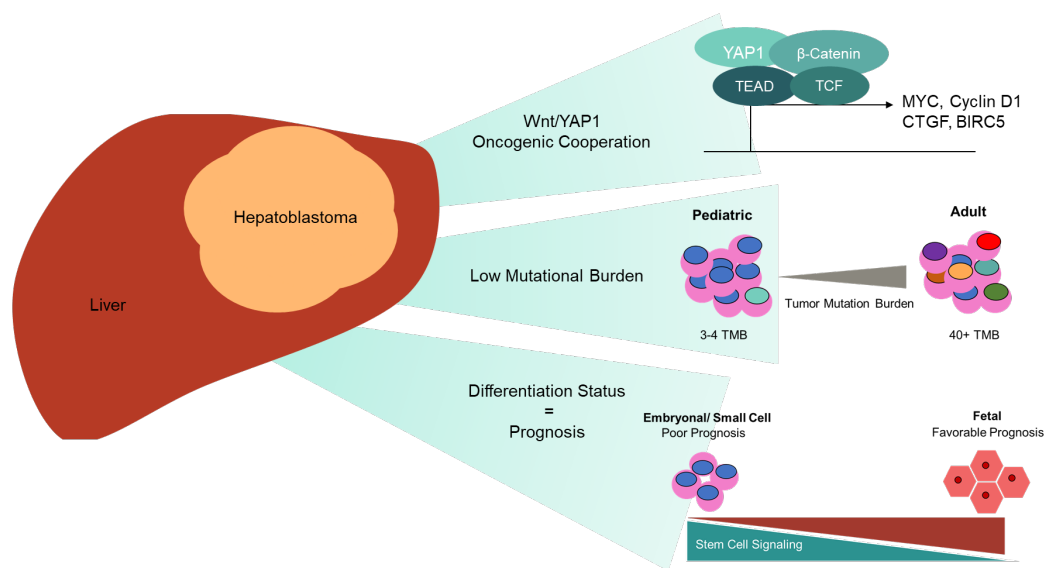 YAP1
β-Catenin
TEAD
TCF
MYC, Cyclin D1
CTGF, BIRC5
Wnt/YAP1
Oncogenic Cooperation
Hepatoblastoma
Liver
Low Mutational Burden
Pediatric
Adult
Tumor Mutation Burden
3-4 TMB
40+ TMB
Differentiation Status
=
Prognosis
Embryonal/ Small Cell
Poor Prognosis
Fetal
Favorable Prognosis
Stem Cell Signaling